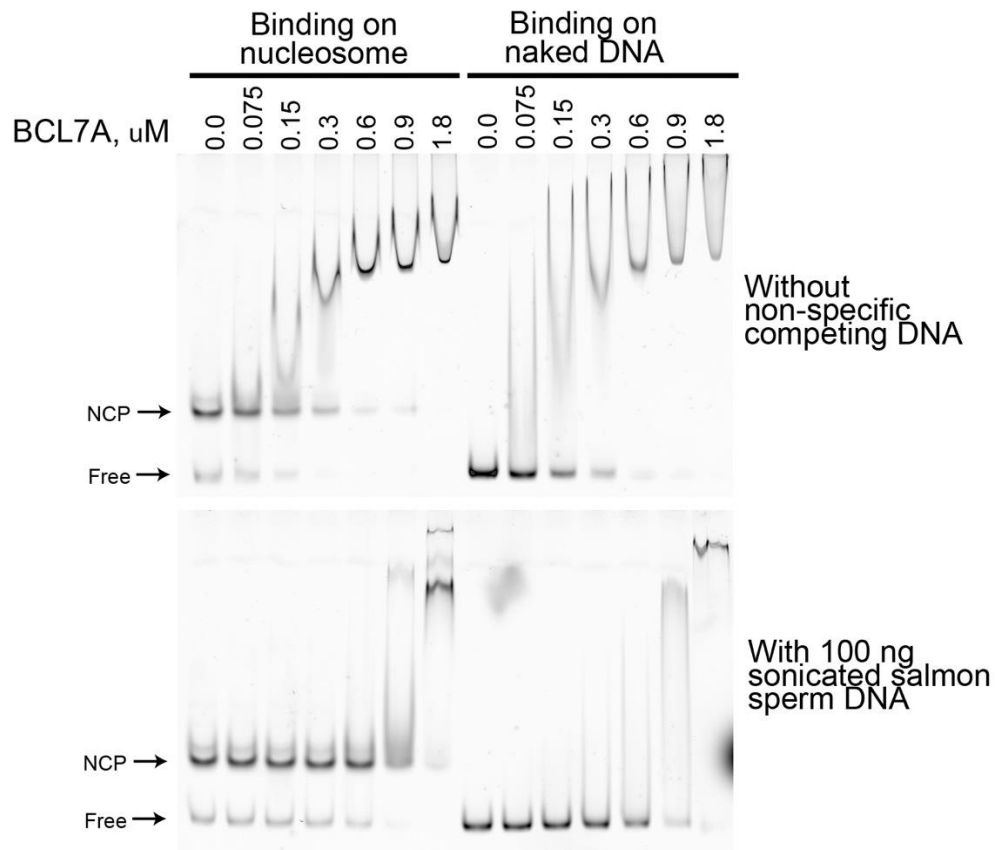 Binding on
nucleosome
Binding on
naked DNA
BCL7A, uM
0.0
0.075
0.15
0.3
0.6
0.9
1.8
0.0
0.075
0.15
0.3
0.6
0.9
1.8
NCP
Free
Without
non-specific
competing DNA
NCP
Free
With 100 ng
sonicated salmon
sperm DNA